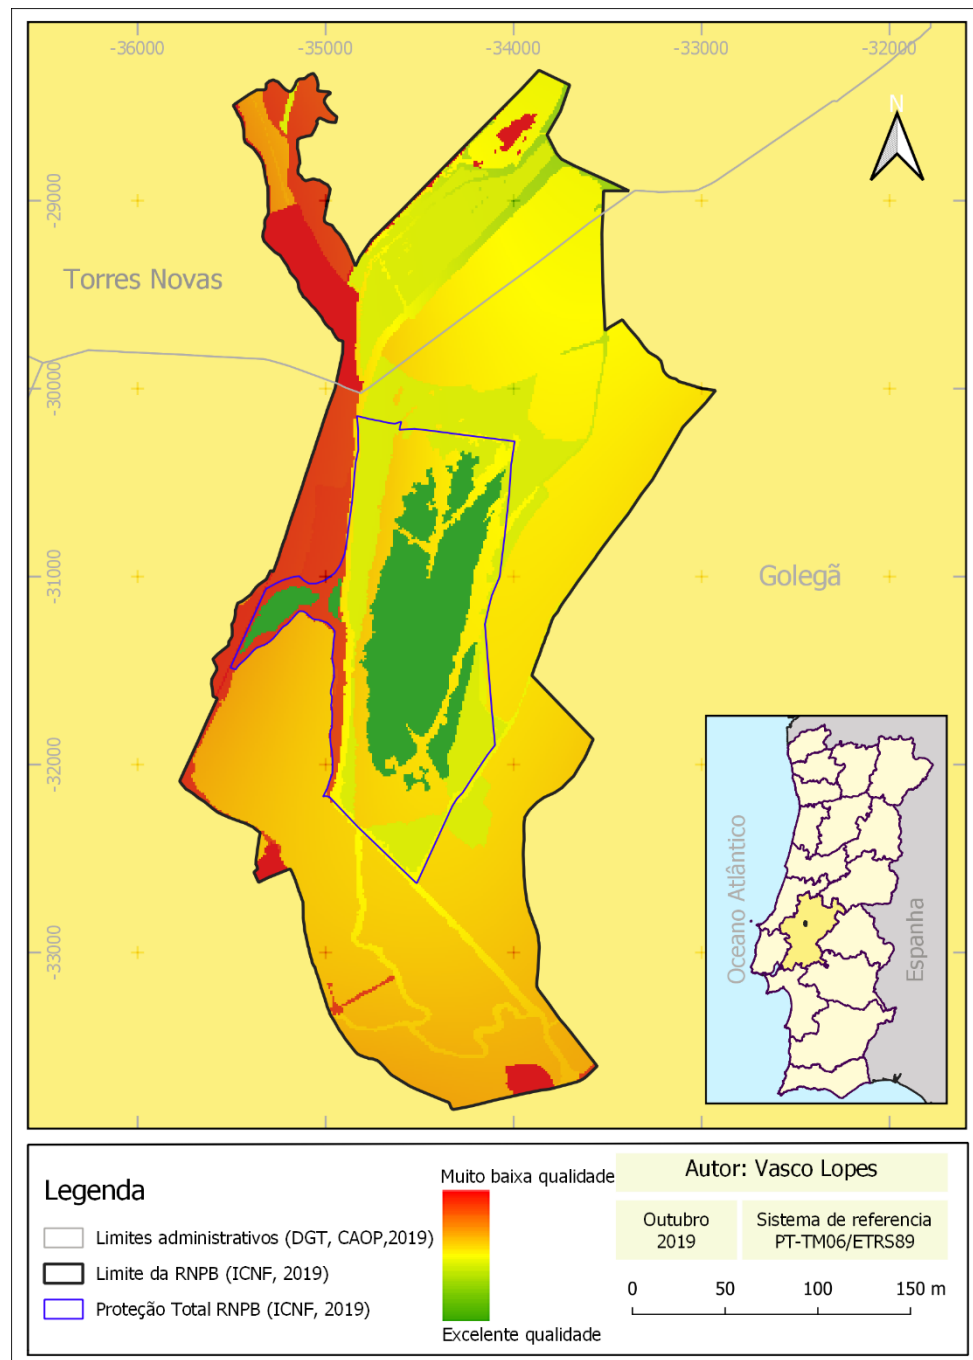 -36000
-35000
-34000
-33000
-32000
N
-29000
Torres Novas
-30000
-31000
Golegã
-32000
Oceano Atlântico
Espanha
-33000
Legenda
Limites administrativos (DGT, CAOP,2019)
Limite da RNPB (ICNF, 2019)
Proteção Total RNPB (ICNF, 2019)
Muito baixa qualidade
Excelente qualidade
Autor: Vasco Lopes
Outubro
2019
Sistema de referencia
PT-TM06/ETRS89
0 50 100 150 m